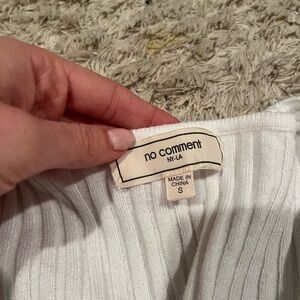 no comment
NY-LA
MADE IN
CHINA
S